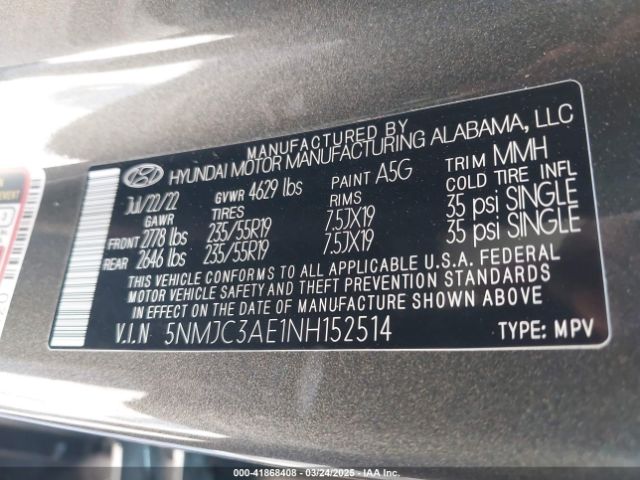 MANUFACTURED BY
HYUNDAI MOTOR MANUFACTURING ALABAMA, LLC
Jul/22/22 GVWR 4629 lbs PAINT A5G TRIM MMH
GAWR TIRES RIMS COLD TIRE INFL
FRONT 2778 lbs 235/55R19 7.5JX19 35 psi SINGLE
REAR 2646 lbs 235/55R19 7.5JX19 35 psi SINGLE
THIS VEHICLE CONFORMS TO ALL APPLICABLE U.S.A. FEDERAL
MOTOR VEHICLE SAFETY AND THEFT PREVENTION STANDARDS
IN EFFECT ON THE DATE OF MANUFACTURE SHOWN ABOVE.
V.I.N 5NMJC3AE1NH152514 TYPE: MPV
000-41868408 - 03/24/2025 - IAA Inc.